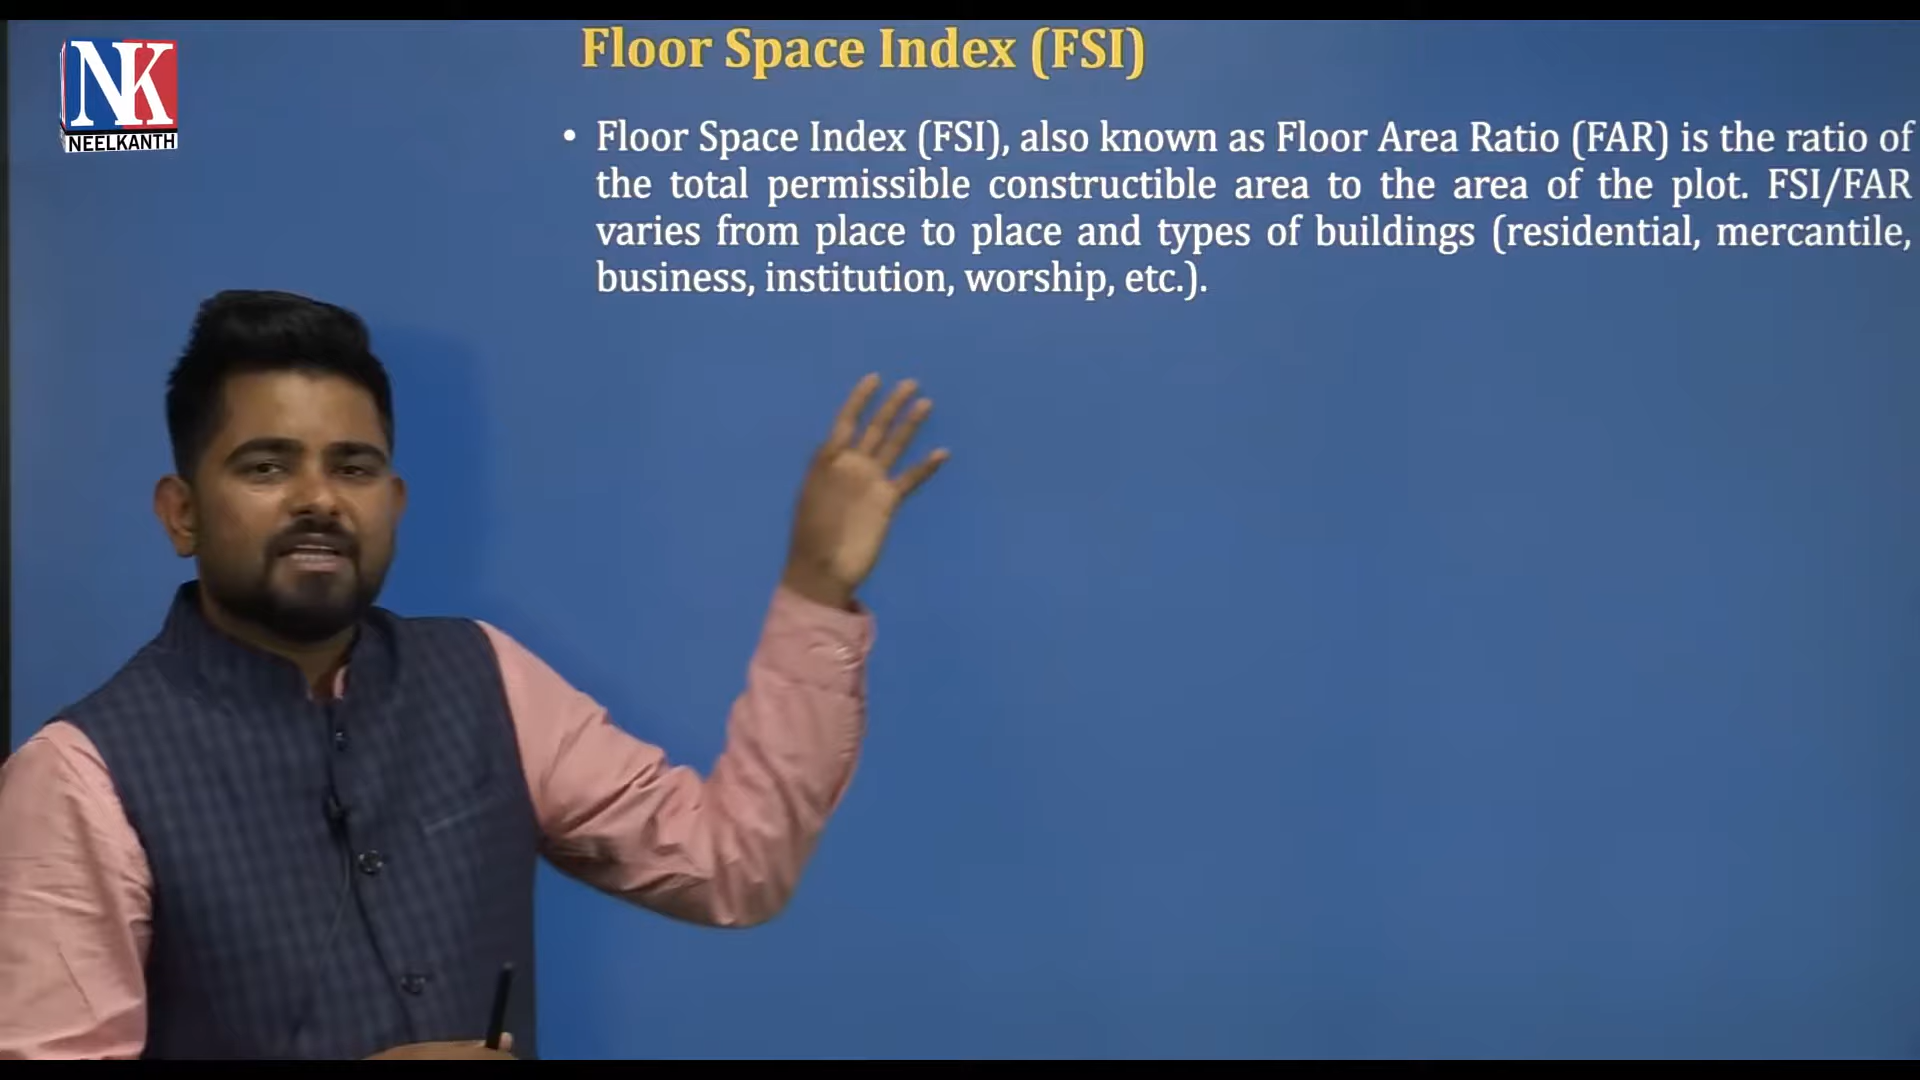 Floor Space Index (FSI)
NK
NEELKANTH
• Floor Space Index (FSI), also known as Floor Area Ratio (FAR) is the ratio of
the total permissible constructible area to the area of the plot. FSI/FAR
varies from place to place and types of buildings (residential, mercantile,
business, institution, worship, etc.).